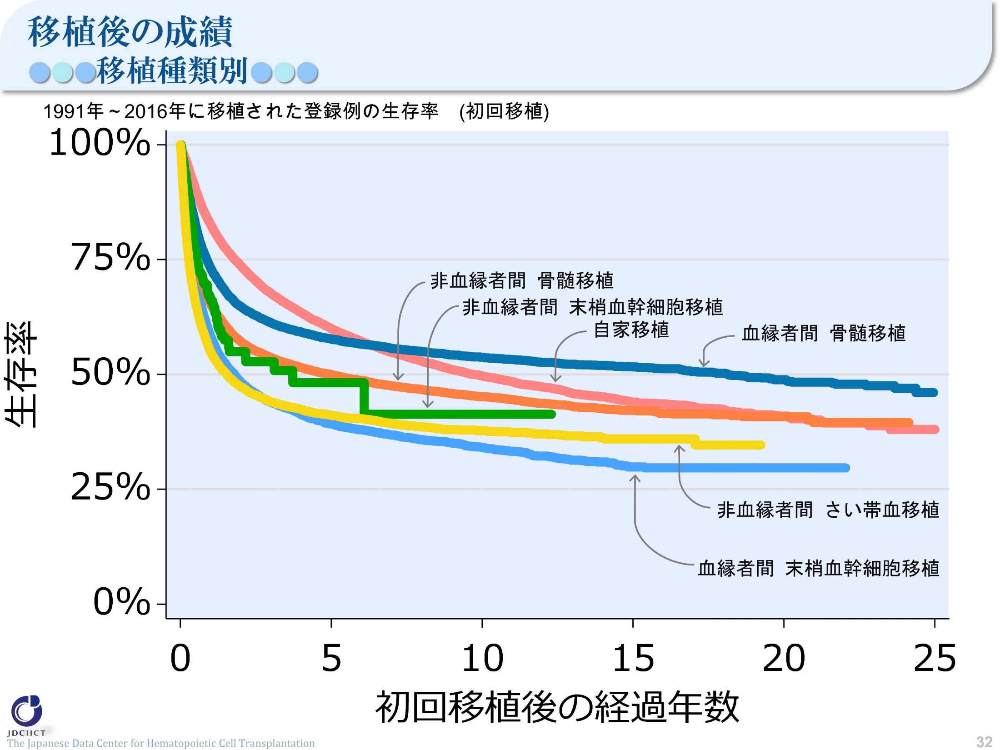 移植後の成績
移植種類別
1991年～2016年に移植された登録例の生存率　(初回移植)
100%
75%
50%
25%
0%
生存率
非血縁者間 骨髄移植
非血縁者間 末梢血幹細胞移植
自家移植
血縁者間 骨髄移植
非血縁者間 さい帯血移植
血縁者間 末梢血幹細胞移植
0 5 10 15 20 25
初回移植後の経過年数
JDCHCT
The Japanese Data Center for Hematopoietic Cell Transplantation
32